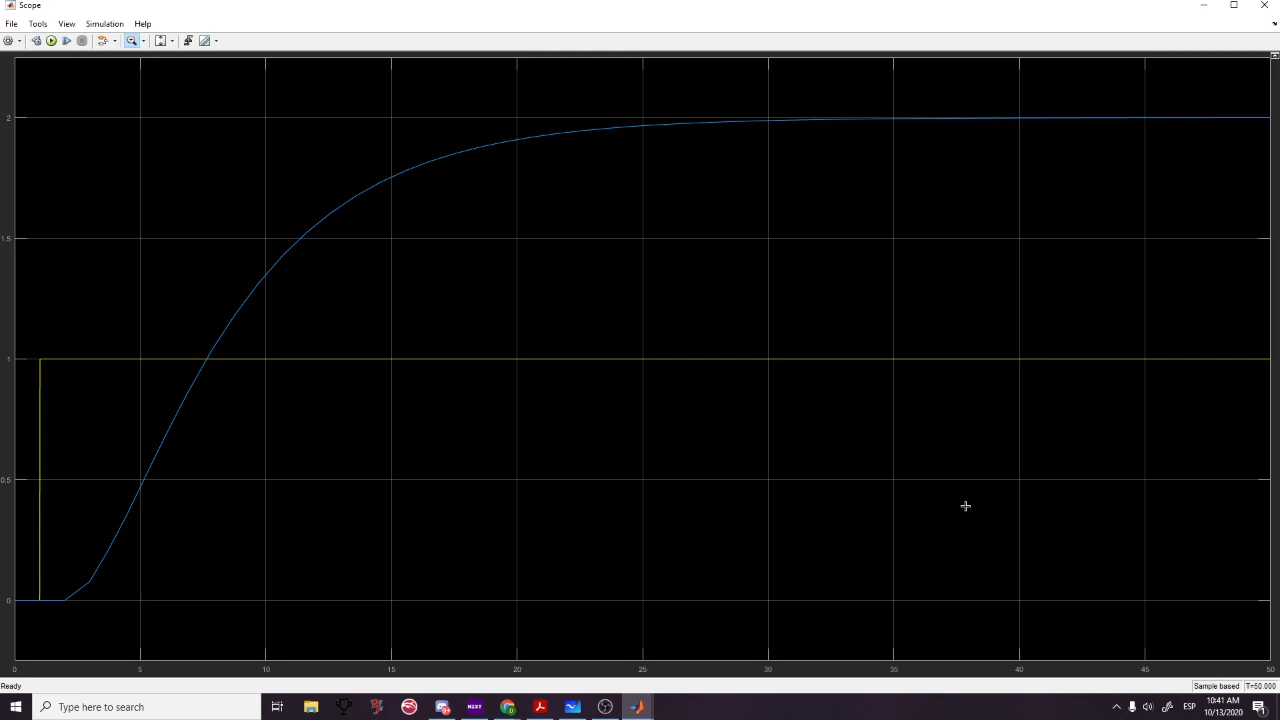 Scope
File Tools View Simulation Help
2
1.5
1
0.5
0
0 5 10 15 20 25 30 35 40 45 50
Ready Sample based T=50.000
Type here to search
ESP
10:41 AM
10/13/2020